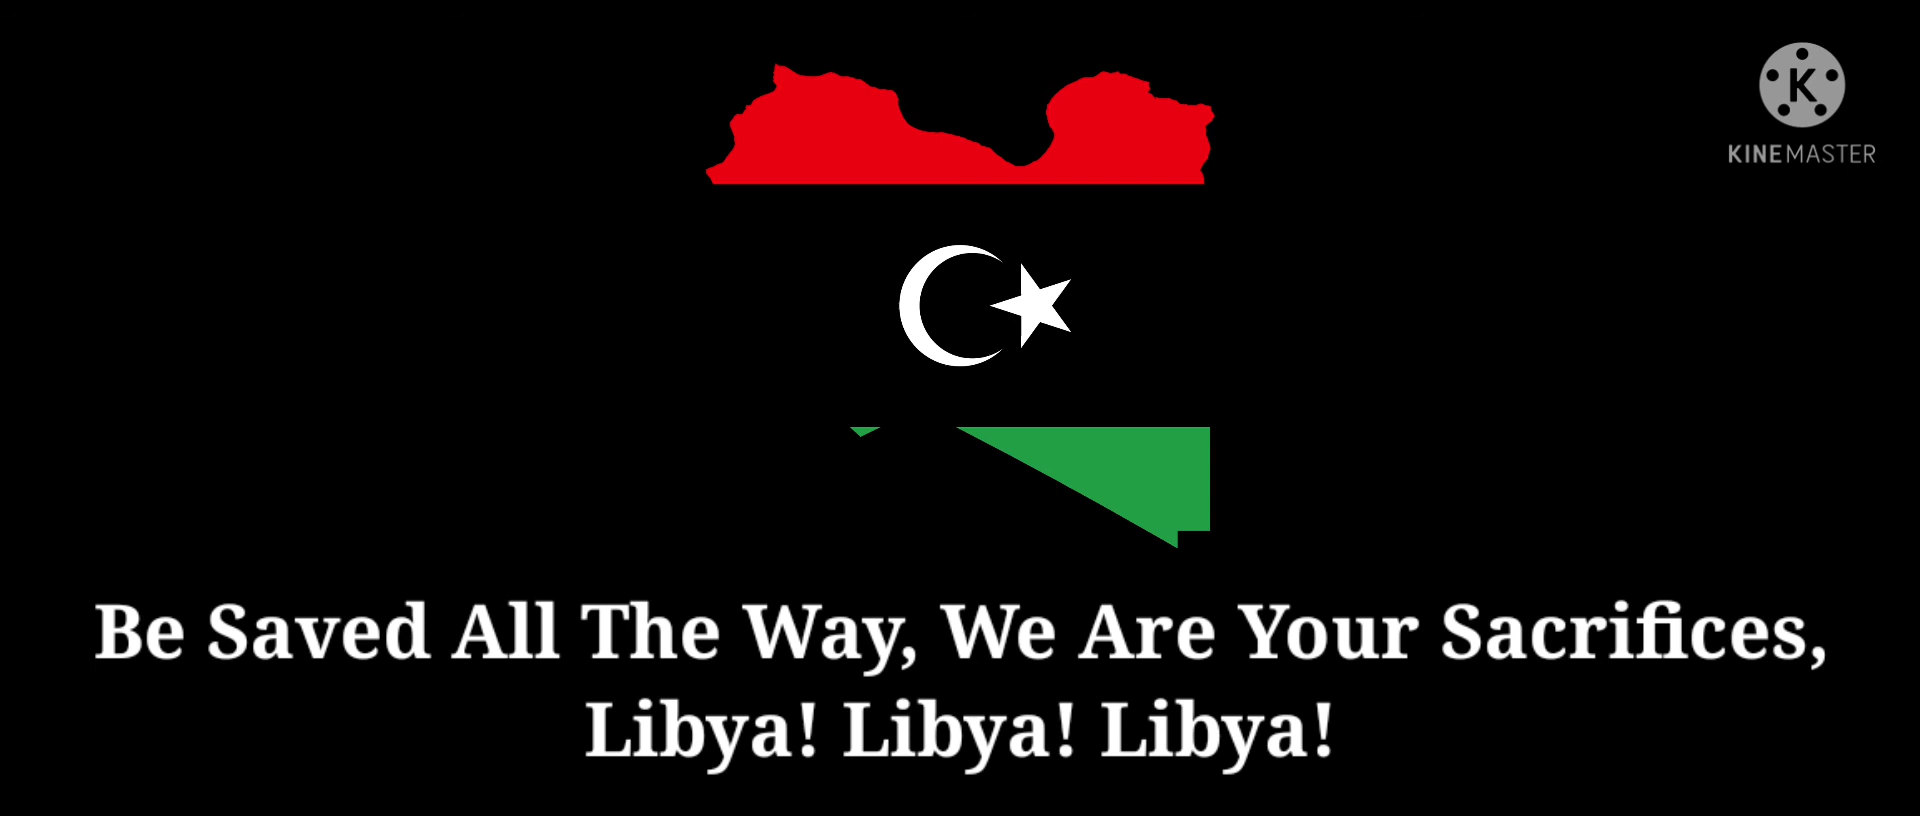 K
KINEMASTER
Be Saved All The Way, We Are Your Sacrifices,
Libya! Libya! Libya!